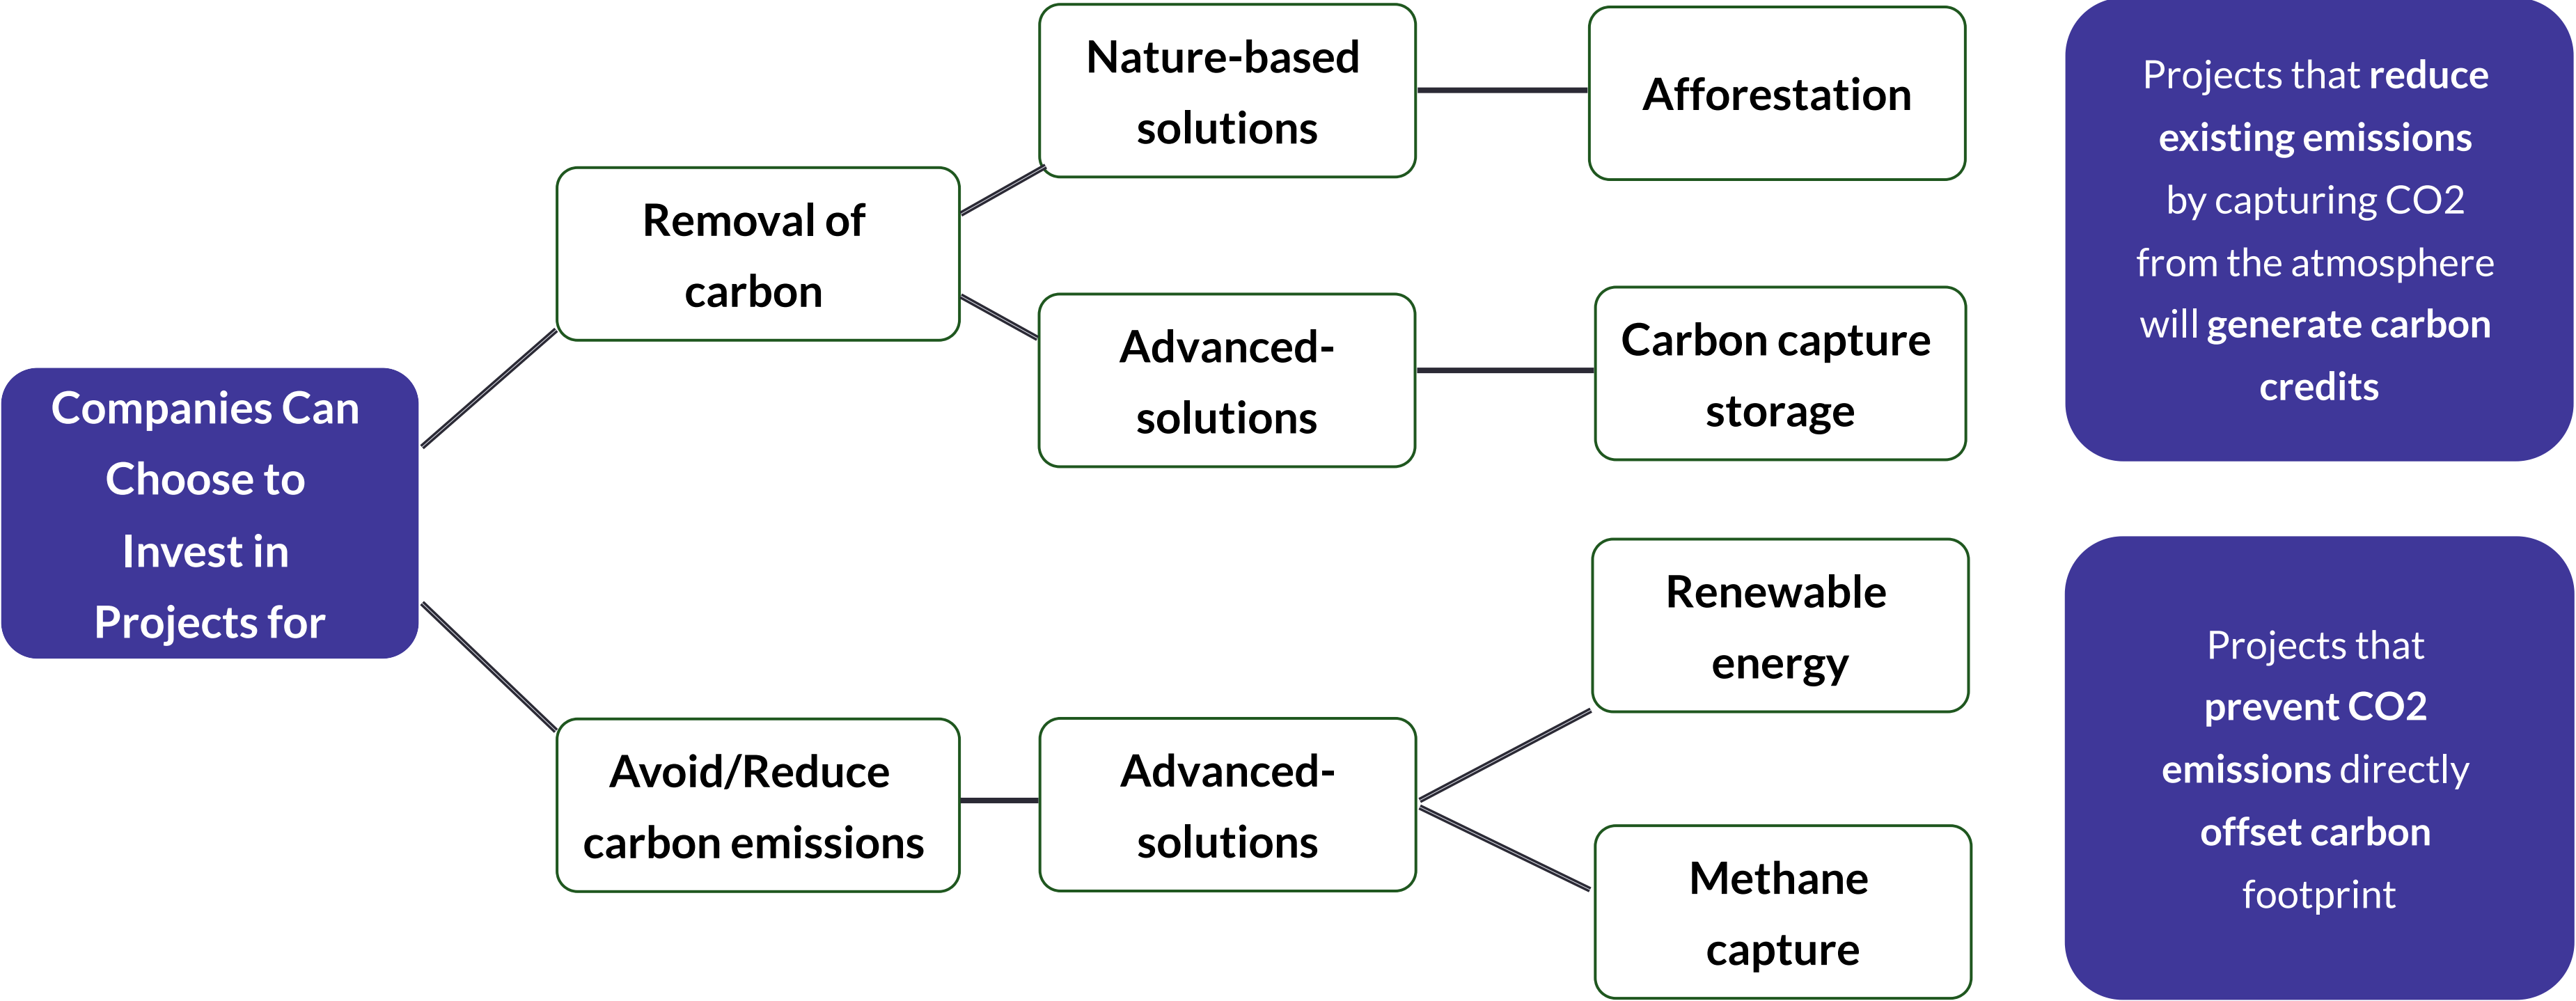 Companies Can
Choose to
Invest in
Projects for
Removal of
carbon
Nature-based
solutions
Afforestation
Advanced-
solutions
Carbon capture
storage
Avoid/Reduce
carbon emissions
Advanced-
solutions
Renewable
energy
Methane
capture
Projects that reduce
existing emissions
by capturing CO2
from the atmosphere
will generate carbon
credits
Projects that
prevent CO2
emissions directly
offset carbon
footprint